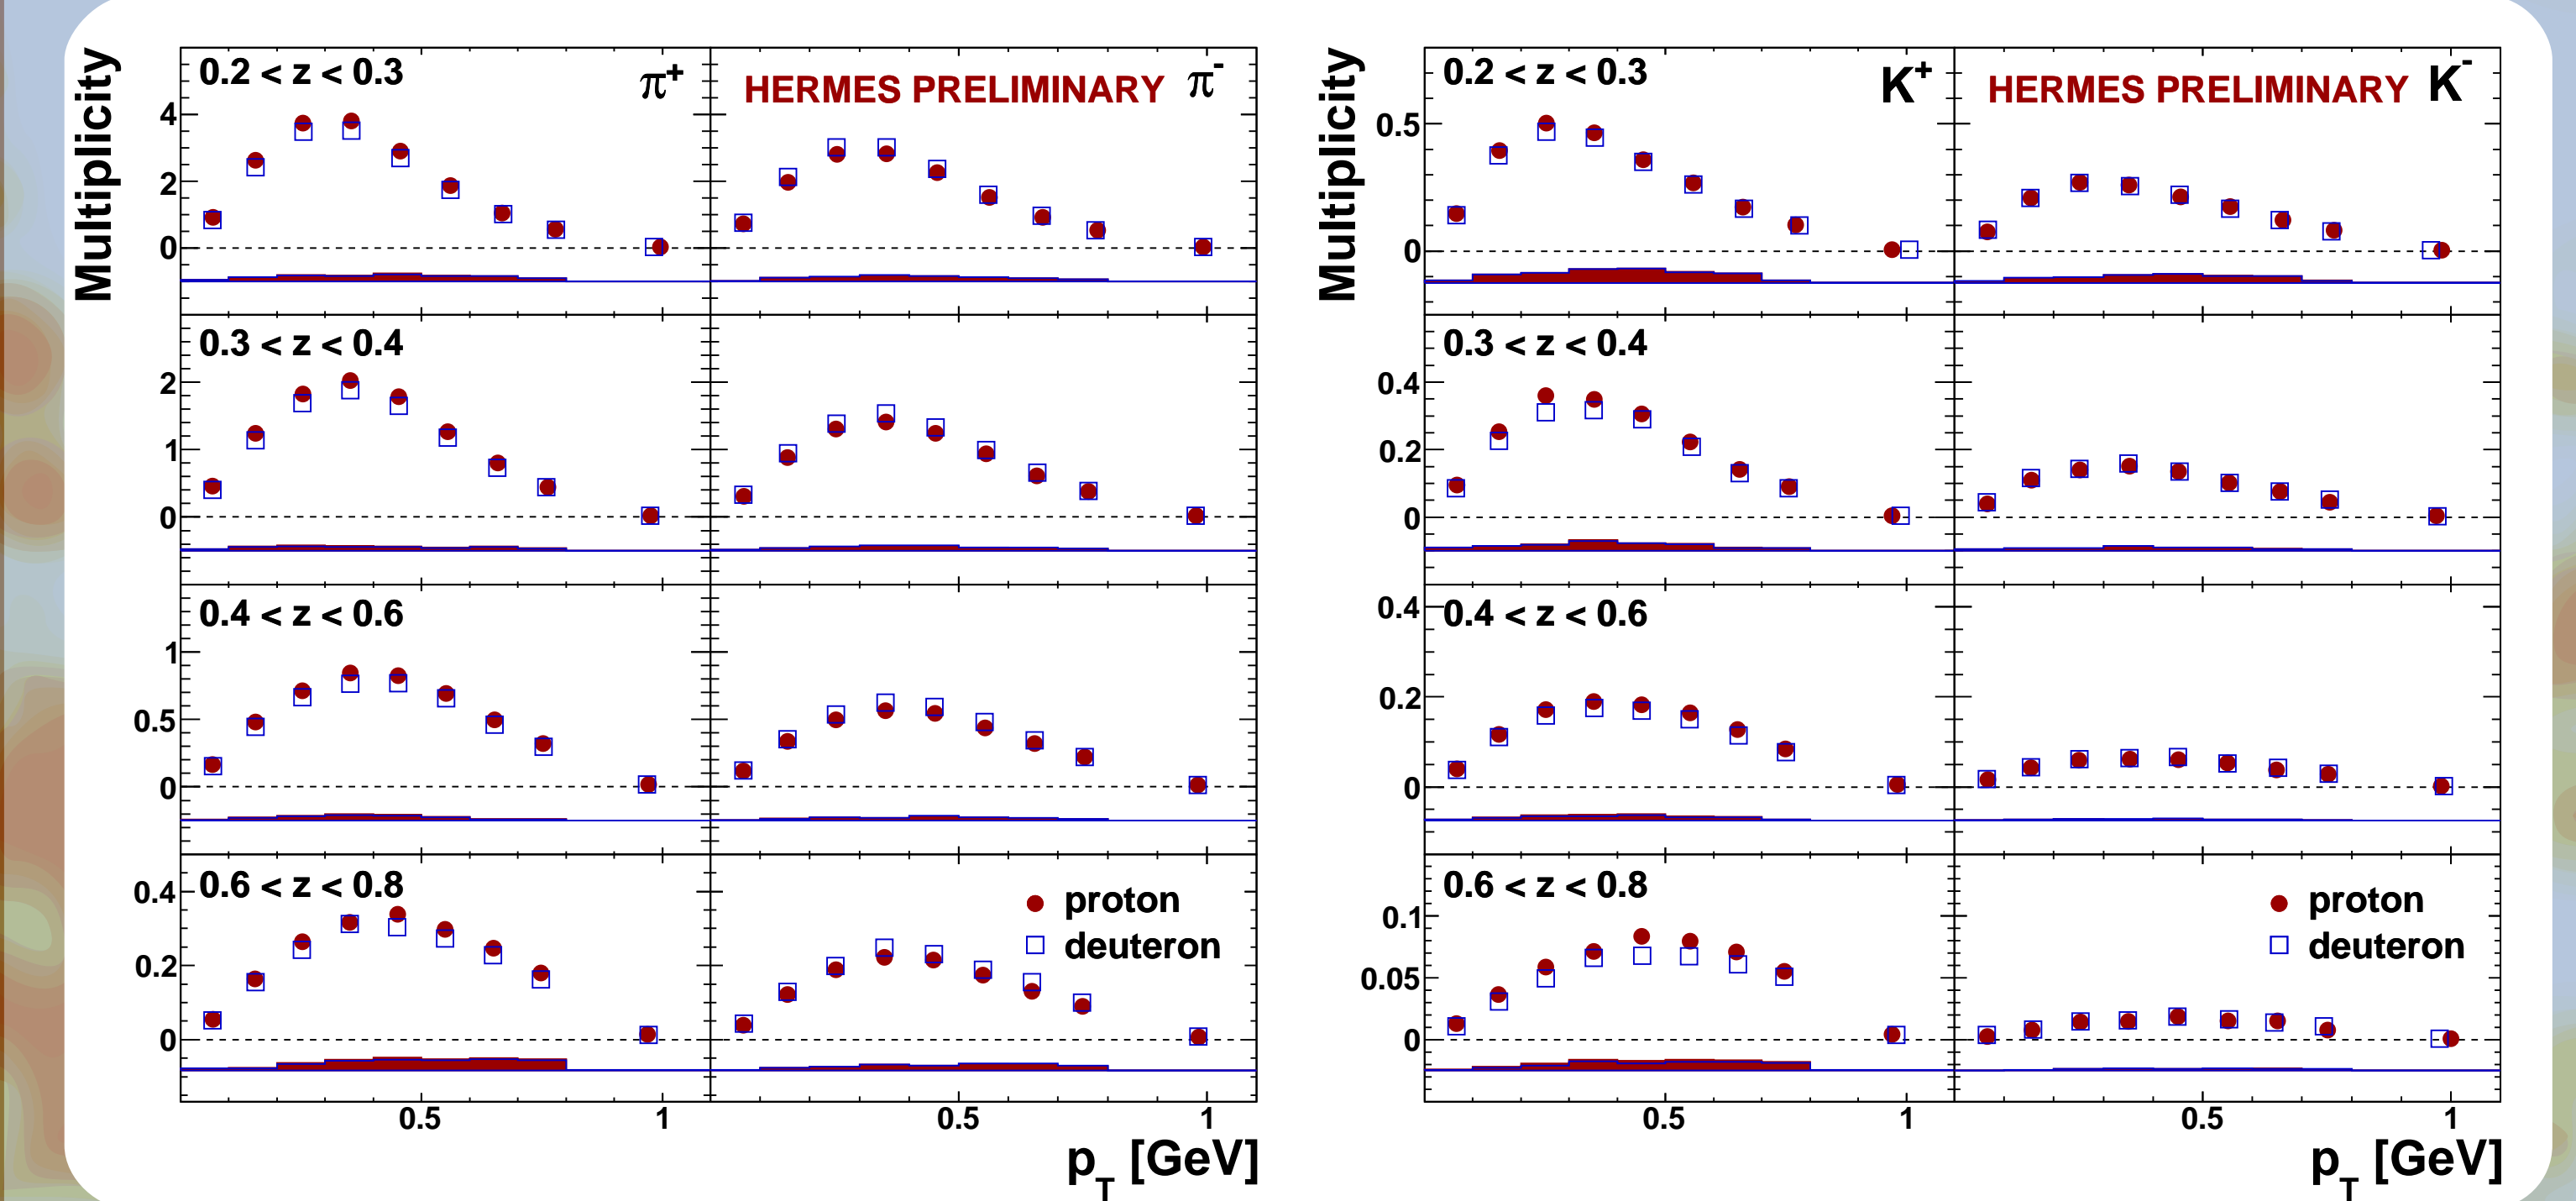 Multiplicity
0.2 < z < 0.3
π+
HERMES PRELIMINARY π-
4
2
0
0.3 < z < 0.4
2
1
0
0.4 < z < 0.6
1
0.5
0
0.6 < z < 0.8
0.4
0.2
0
proton
deuteron
0.5 1 0.5 1
pT [GeV]
Multiplicity
0.2 < z < 0.3
K+
HERMES PRELIMINARY K-
0.5
0
0.3 < z < 0.4
0.4
0.2
0
0.4 < z < 0.6
0.4
0.2
0
0.6 < z < 0.8
0.1
0.05
0
proton
deuteron
0.5 1 0.5 1
pT [GeV]